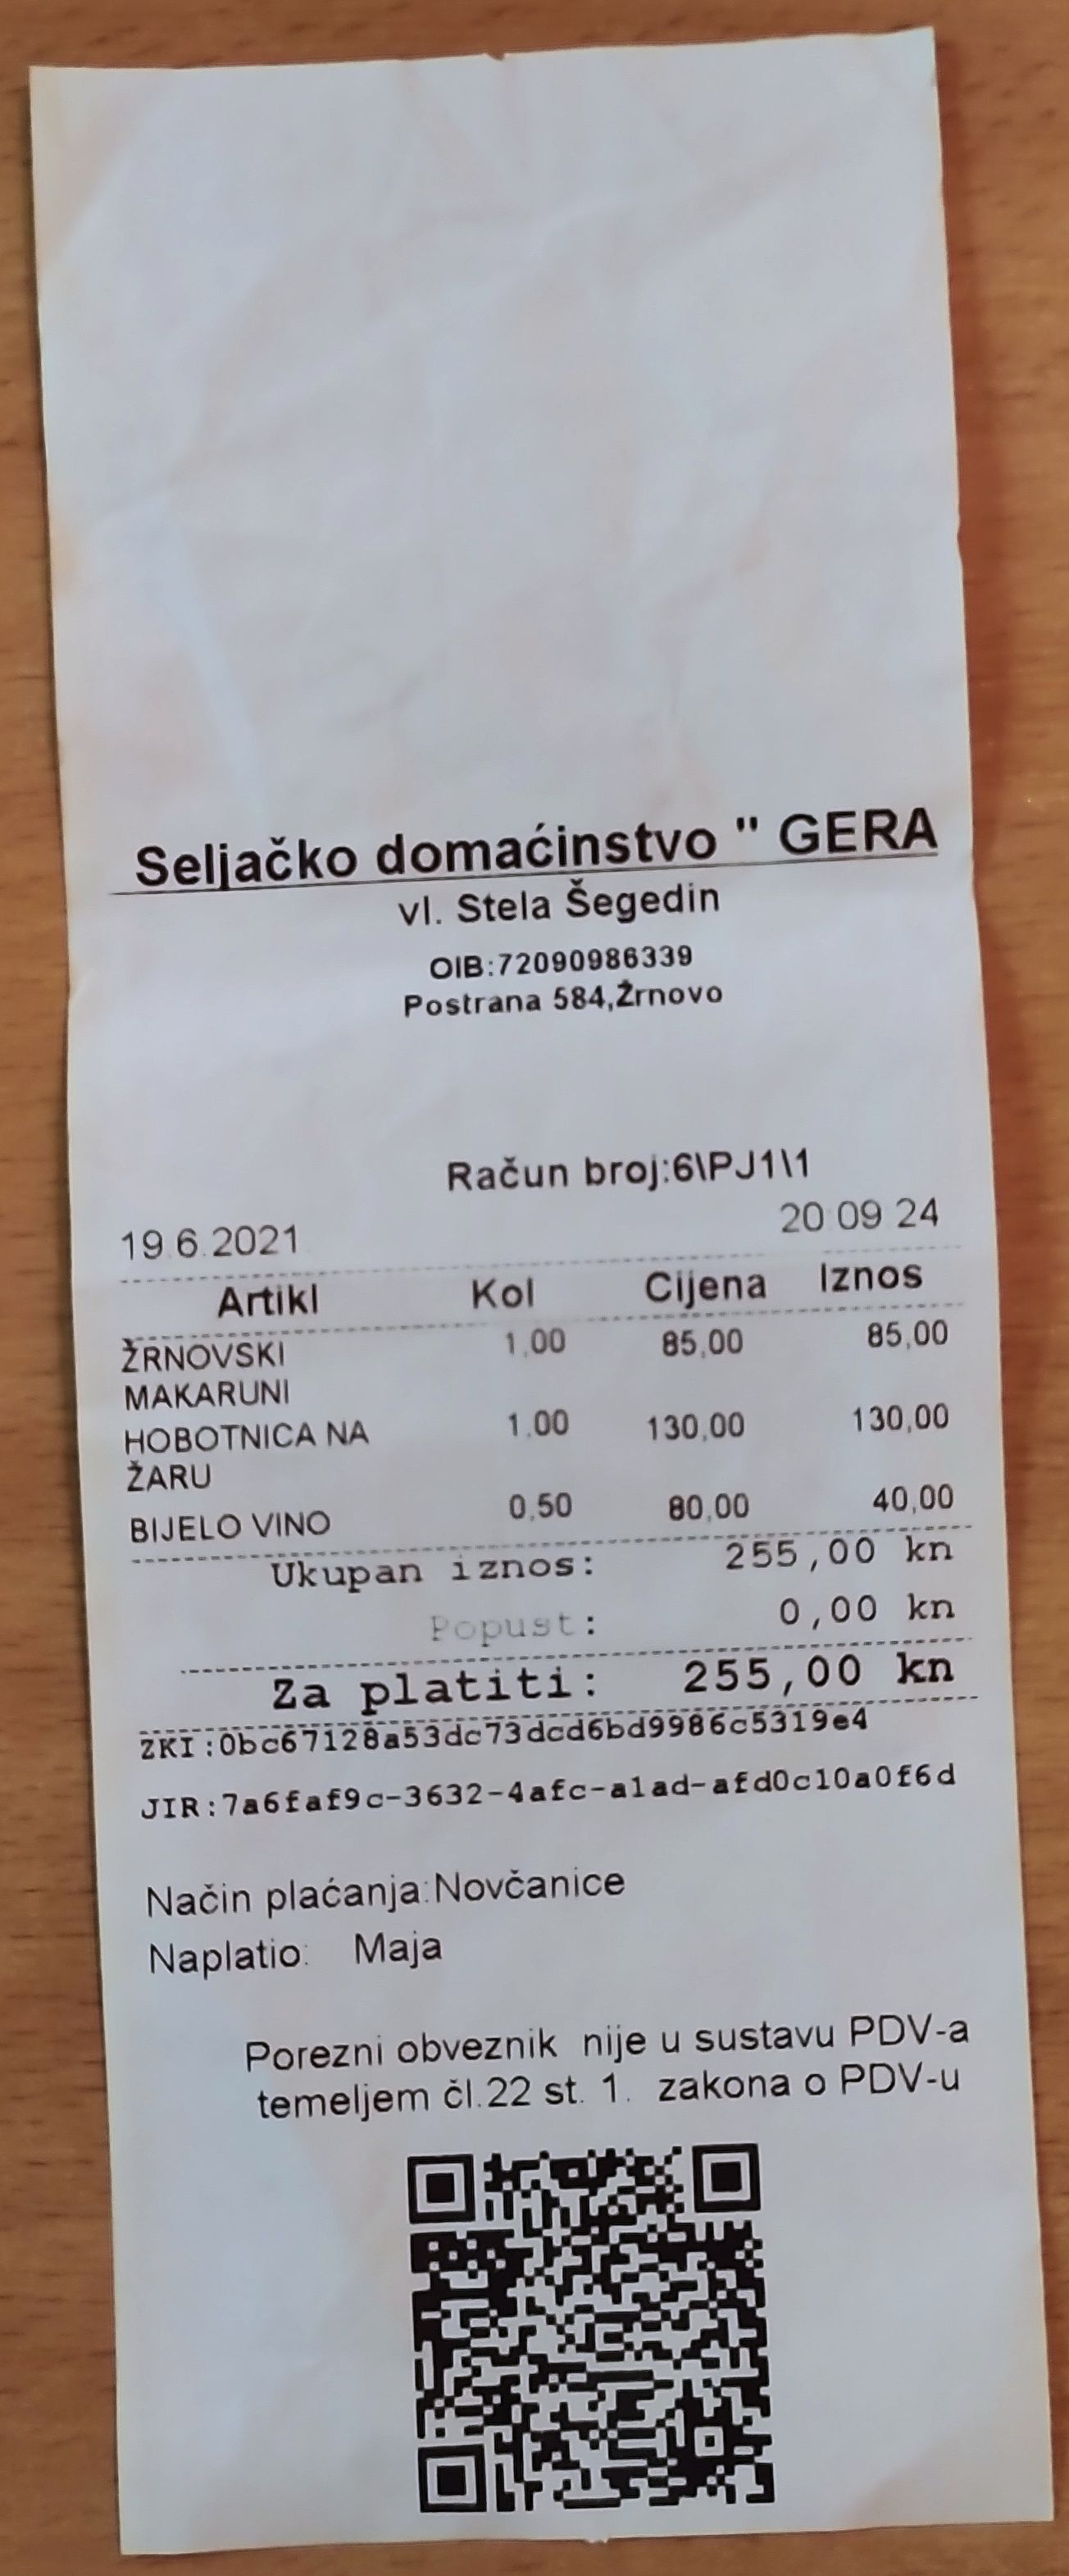 Seljačko domaćinstvo " GERA
vl. Stela Šegedin
OIB:72090986339
Postrana 584,Žrnovo
Račun broj:6\PJ1\1
19.6.2021 20:09:24
Artikl Kol Cijena Iznos
ŽRNOVSKI 1,00 85,00 85,00
MAKARUNI
HOBOTNICA NA 1,00 130,00 130,00
ŽARU
BIJELO VINO 0,50 80,00 40,00
Ukupan iznos: 255,00 kn
Popust: 0,00 kn
Za platiti: 255,00 kn
ZKI:0bc67128a53dc73dcd6bd9986c5319e4
JIR:7a6faf9c-3632-4afc-a1ad-afd0c10a0f6d
Način plaćanja:Novčanice
Naplatio: Maja
Porezni obveznik nije u sustavu PDV-a
temeljem čl.22 st. 1. zakona o PDV-u